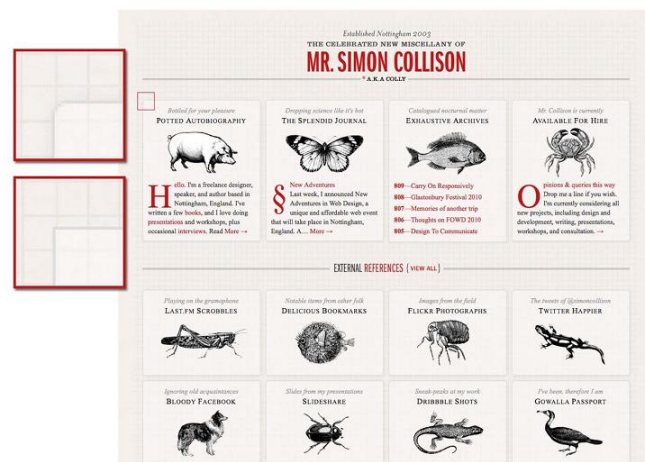 Established Nottingham 2003
THE CELEBRATED NEW MISCELLANY OF
MR. SIMON COLLISON
* A.K.A COLLY
Bottled for your pleasure
POTTED AUTOBIOGRAPHY
Hello. I'm a freelance designer,
speaker, and author based in
Nottingham, England. I've
written a few books, and I love doing
presentations and workshops, plus
occasional interviews. Read More →
Dropping science like it's hot
THE SPLENDID JOURNAL
§ New Adventures
Last week, I announced New
Adventures in Web Design, a
unique and affordable web event
that will take place in Nottingham,
England. A… More →
Catalogued nocturnal matter
EXHAUSTIVE ARCHIVES
809—Carry On Responsively
808—Glastonbury Festival 2010
807—Memories of another trip
806—Thoughts on FOWD 2010
805—Design To Communicate
Mr. Collison is currently
AVAILABLE FOR HIRE
Opinions & queries this way
Drop me a line if you wish.
I'm currently considering all
new projects, including design and
development, writing, presentations,
workshops, and consultation. →
EXTERNAL REFERENCES [ VIEW ALL ]
Playing on the gramophone
LAST.FM SCROBBLES
Notable items from other folk
DELICIOUS BOOKMARKS
Images from the field
FLICKR PHOTOGRAPHS
The tweets of @simoncollison
TWITTER HAPPIER
Ignoring old acquaintances
BLOODY FACEBOOK
Slides from my presentations
SLIDESHARE
Sneak-peaks at my work
DRIBBBLE SHOTS
I've been, therefore I am
GOWALLA PASSPORT